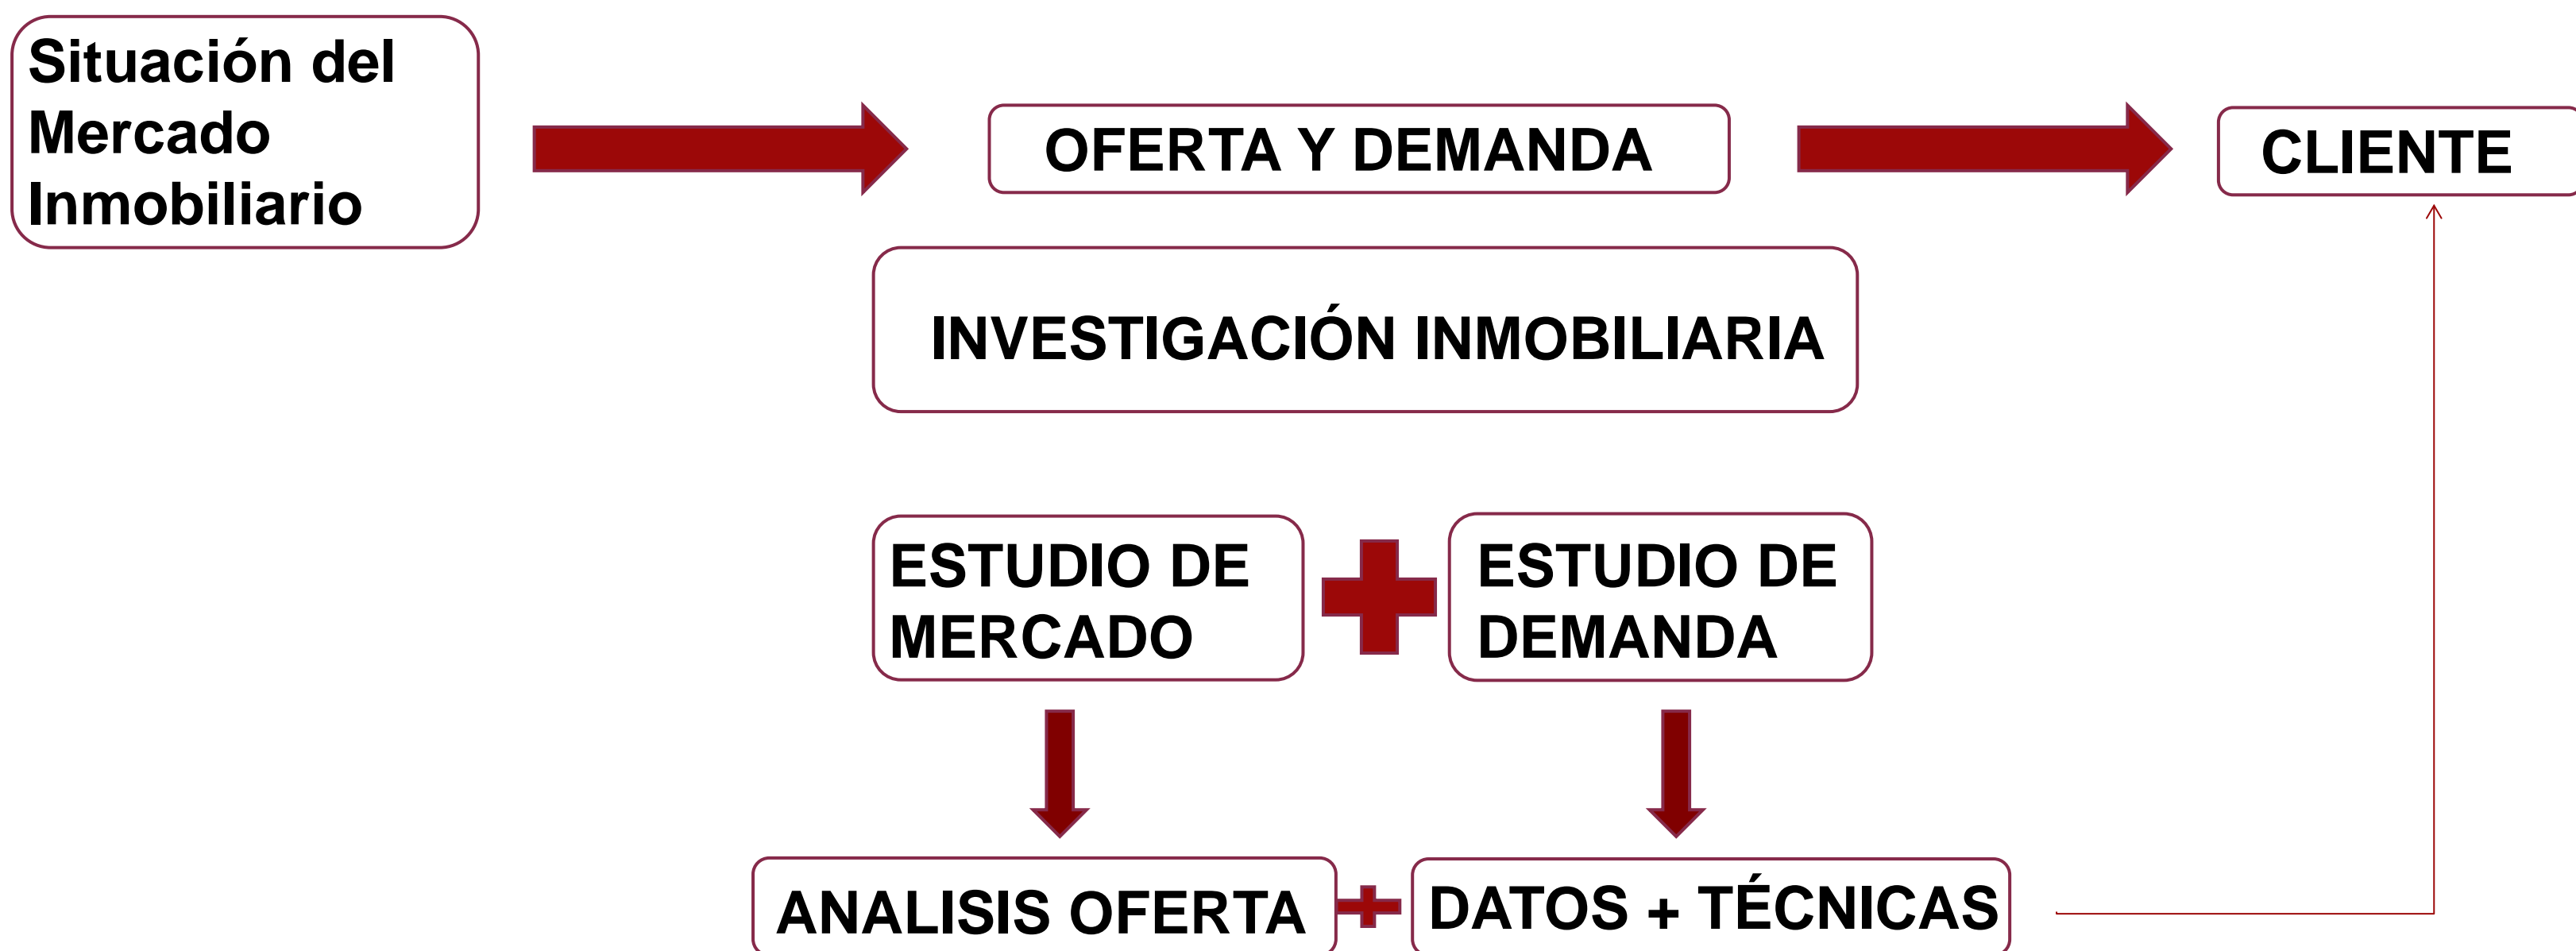 Situación del
Mercado
Inmobiliario
OFERTA Y DEMANDA
CLIENTE
INVESTIGACIÓN INMOBILIARIA
ESTUDIO DE
MERCADO
ESTUDIO DE
DEMANDA
ANALISIS OFERTA
DATOS + TÉCNICAS